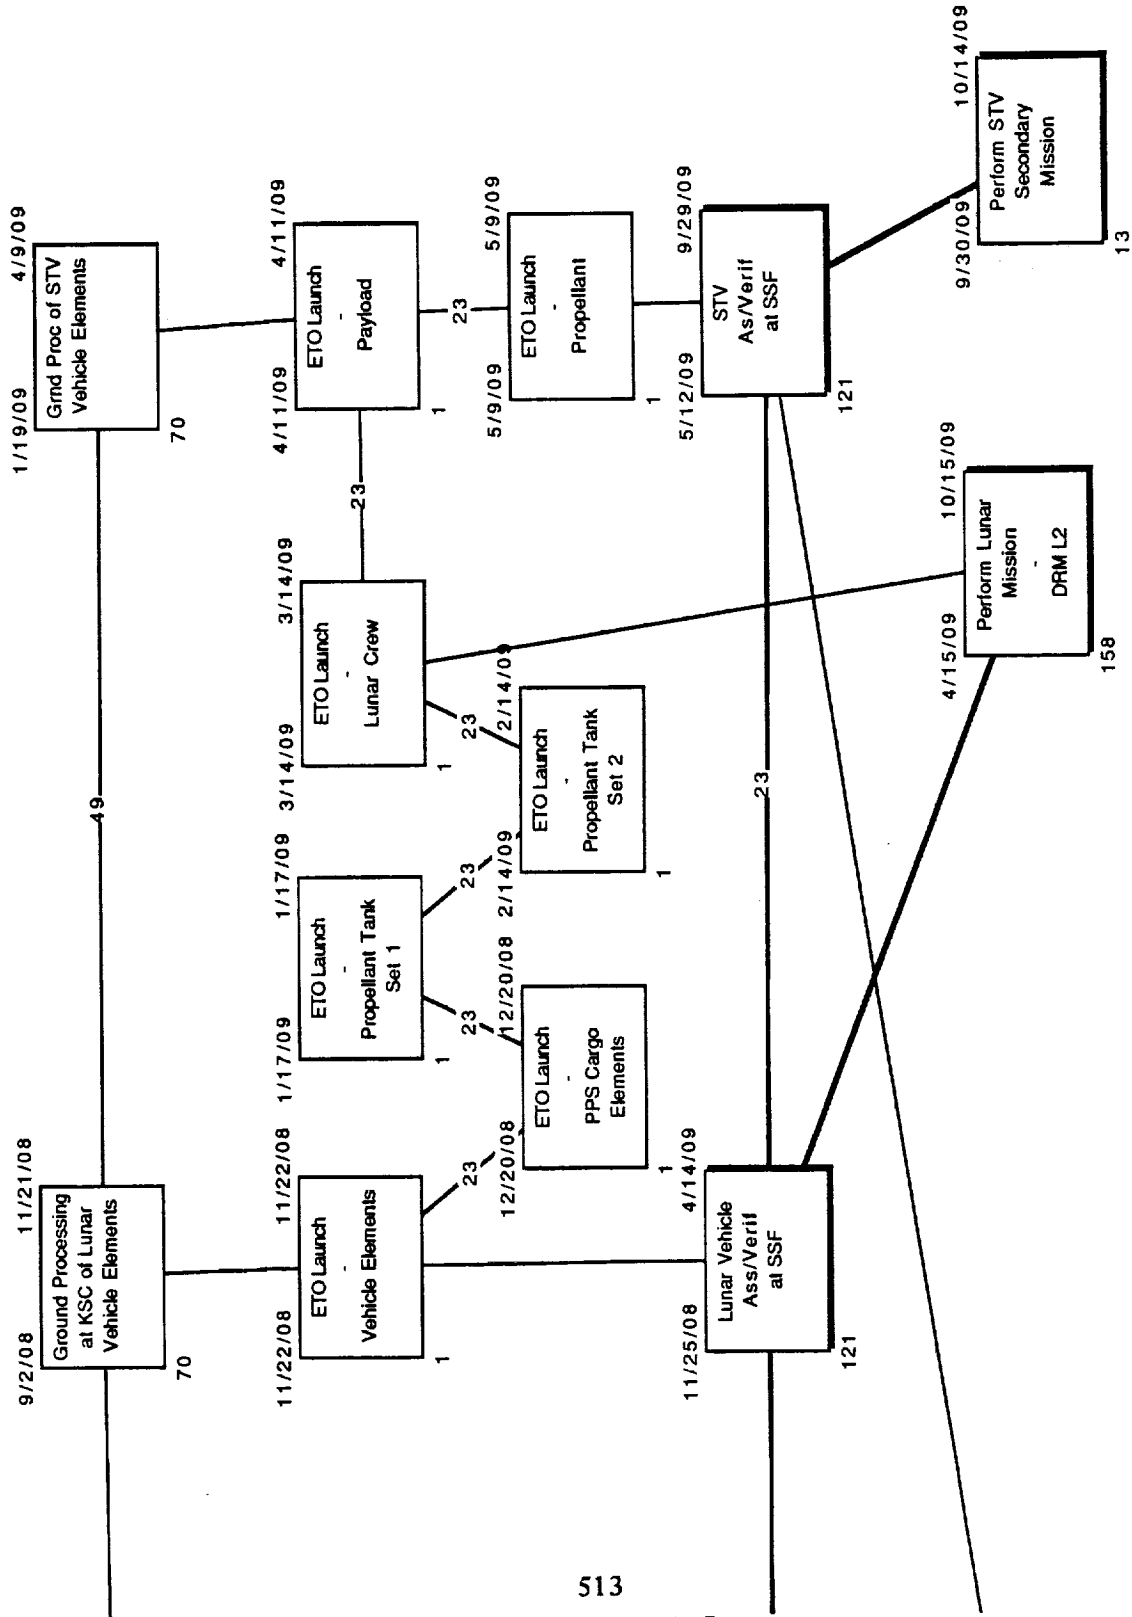 9/2/08
11/21/08
Ground Processing
at KSC of Lunar
Vehicle Elements
70
49
1/19/09
4/9/09
Grnd Proc of STV
Vehicle Elements
70
11/22/08
11/22/08
ETO Launch
-
Vehicle Elements
1
23
12/20/08
12/20/08
ETO Launch
-
PPS Cargo
Elements
1
23
1/17/09
1/17/09
ETO Launch
-
Propellant Tank
Set 1
1
23
2/14/09
2/14/09
ETO Launch
-
Propellant Tank
Set 2
1
23
3/14/09
3/14/09
ETO Launch
-
Lunar Crew
1
23
4/11/09
4/11/09
ETO Launch
-
Payload
1
23
5/9/09
5/9/09
ETO Launch
-
Propellant
1
11/25/08
4/14/09
Lunar Vehicle
Ass/Verif
at SSF
121
23
5/12/09
9/29/09
STV
As/Verif
at SSF
121
4/15/09
10/15/09
Perform Lunar
Mission
-
DRM L2
158
9/30/09
10/14/09
Perform STV
Secondary
Mission
13
513